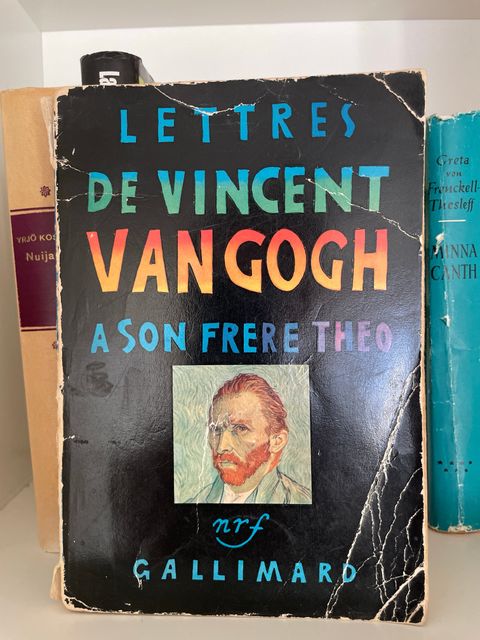 LETTRES
DE VINCENT
VAN GOGH
A SON FRERE THEO
nrf
GALLIMARD
YRJÖ KOS
Nuija
Greta
von
Frenckell-
Thesleff
MINNA
CANTH